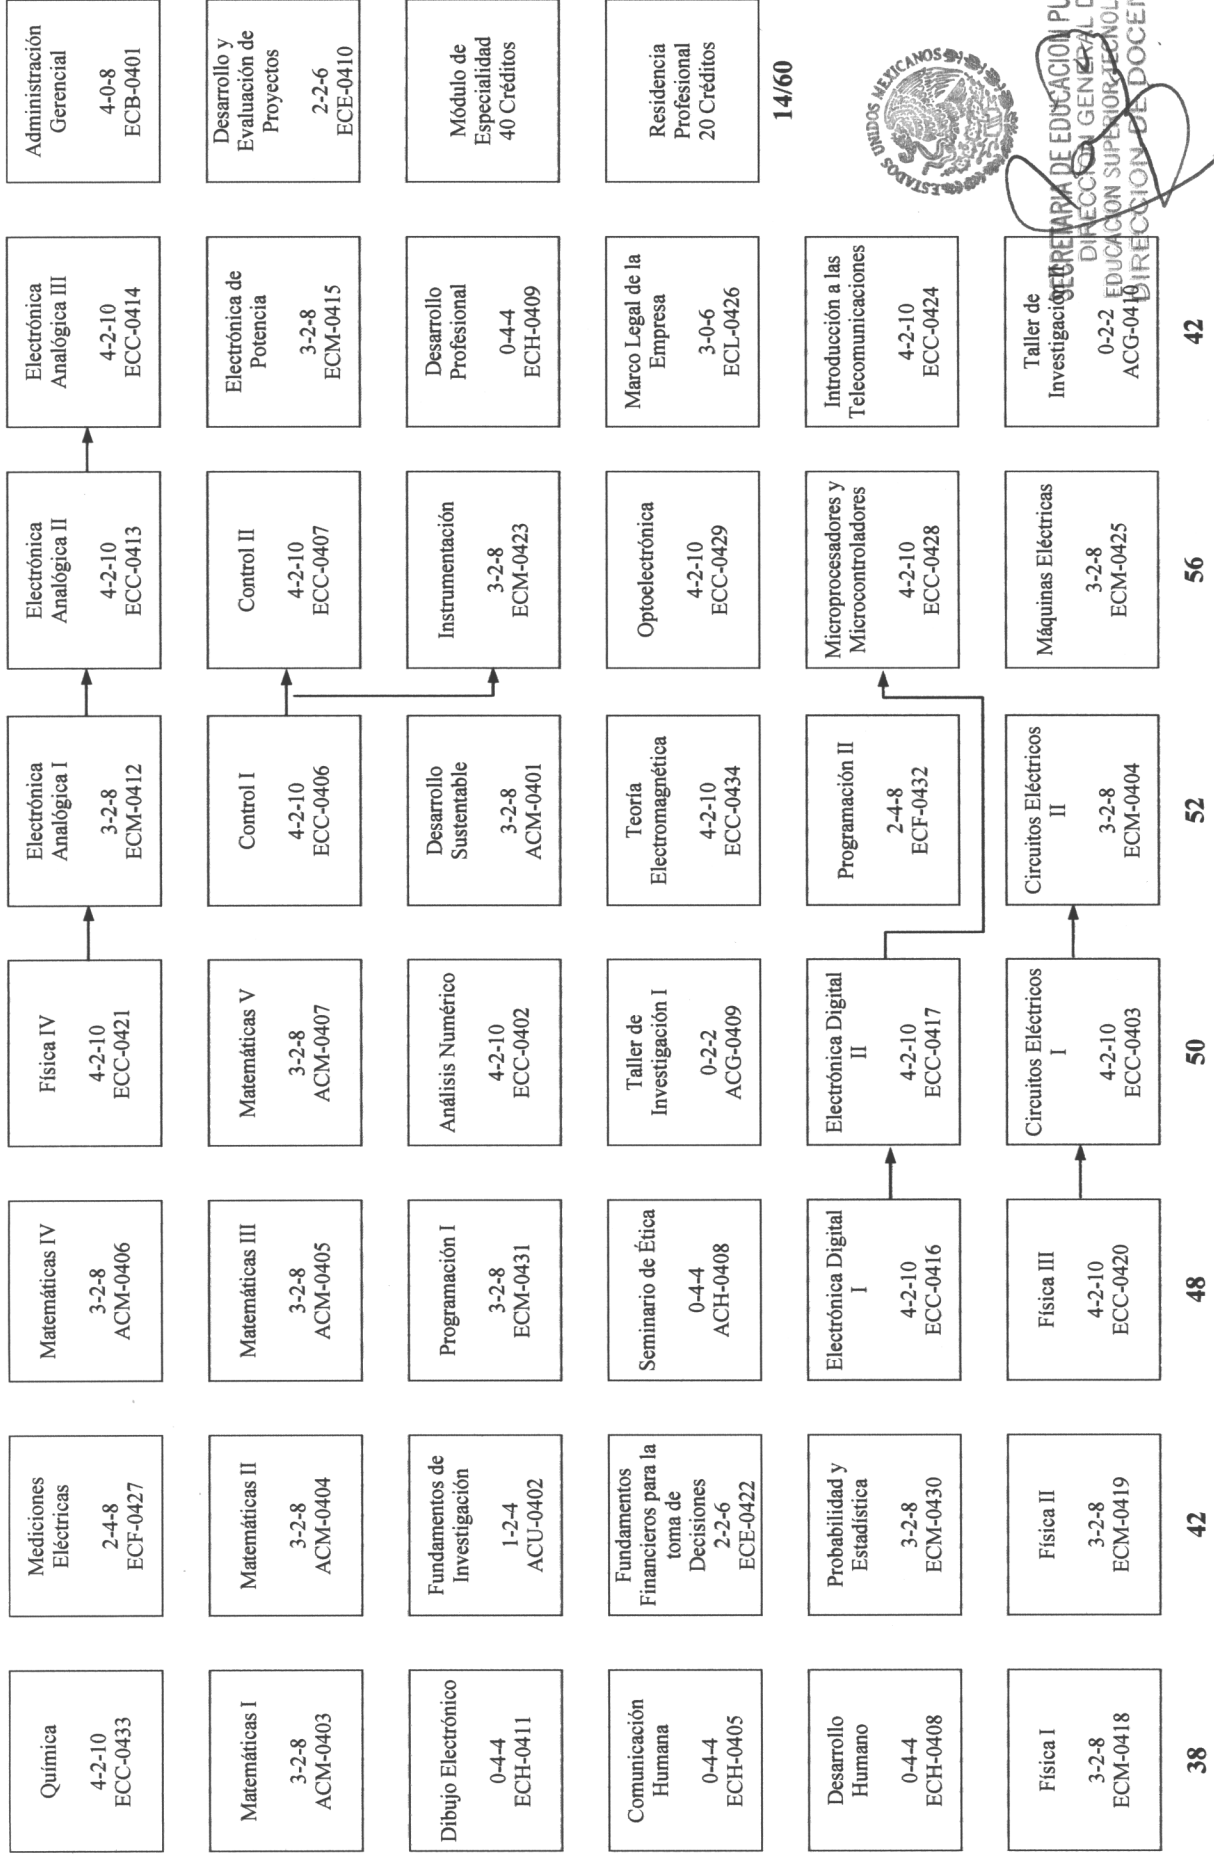 Química
4-2-10
ECC-0433
Matemáticas I
3-2-8
ACM-0403
Dibujo Electrónico
0-4-4
ECH-0411
Comunicación
Humana
0-4-4
ECH-0405
Desarrollo
Humano
0-4-4
ECH-0408
Física I
3-2-8
ECM-0418
38
Mediciones
Eléctricas
2-4-8
ECF-0427
Matemáticas II
3-2-8
ACM-0404
Fundamentos de
Investigación
1-2-4
ACU-0402
Fundamentos
Financieros para la
toma de
Decisiones
2-2-6
ECE-0422
Probabilidad y
Estadística
3-2-8
ECM-0430
Física II
3-2-8
ECM-0419
42
Matemáticas IV
3-2-8
ACM-0406
Matemáticas III
3-2-8
ACM-0405
Programación I
3-2-8
ECM-0431
Seminario de Ética
0-4-4
ACH-0408
Electrónica Digital
I
4-2-10
ECC-0416
Física III
4-2-10
ECC-0420
48
Física IV
4-2-10
ECC-0421
Matemáticas V
3-2-8
ACM-0407
Análisis Numérico
4-2-10
ECC-0402
Taller de
Investigación I
0-2-2
ACG-0409
Electrónica Digital
II
4-2-10
ECC-0417
Circuitos Eléctricos
I
4-2-10
ECC-0403
50
Electrónica
Analógica I
3-2-8
ECM-0412
Control I
4-2-10
ECC-0406
Desarrollo
Sustentable
3-2-8
ACM-0401
Teoría
Electromagnética
4-2-10
ECC-0434
Programación II
2-4-8
ECF-0432
Circuitos Eléctricos
II
3-2-8
ECM-0404
52
Electrónica
Analógica II
4-2-10
ECC-0413
Control II
4-2-10
ECC-0407
Instrumentación
3-2-8
ECM-0423
Optoelectrónica
4-2-10
ECC-0429
Microprocesadores y
Microcontroladores
4-2-10
ECC-0428
Máquinas Eléctricas
3-2-8
ECM-0425
56
Electrónica
Analógica III
4-2-10
ECC-0414
Electrónica de
Potencia
3-2-8
ECM-0415
Desarrollo
Profesional
0-4-4
ECH-0409
Marco Legal de la
Empresa
3-0-6
ECL-0426
Introducción a las
Telecomunicaciones
4-2-10
ECC-0424
Taller de
Investigación II
0-2-2
ACG-0410
42
Administración
Gerencial
4-0-8
ECB-0401
Desarrollo y
Evaluación de
Proyectos
2-2-6
ECE-0410
Módulo de
Especialidad
40 Créditos
Residencia
Profesional
20 Créditos
14/60
ESTADOS UNIDOS MEXICANOS
SECRETARIA DE EDUCACION PU
DIRECCION GENERAL D
EDUCACION SUPERIOR TECNOL
DIRECCION DE DOCEN